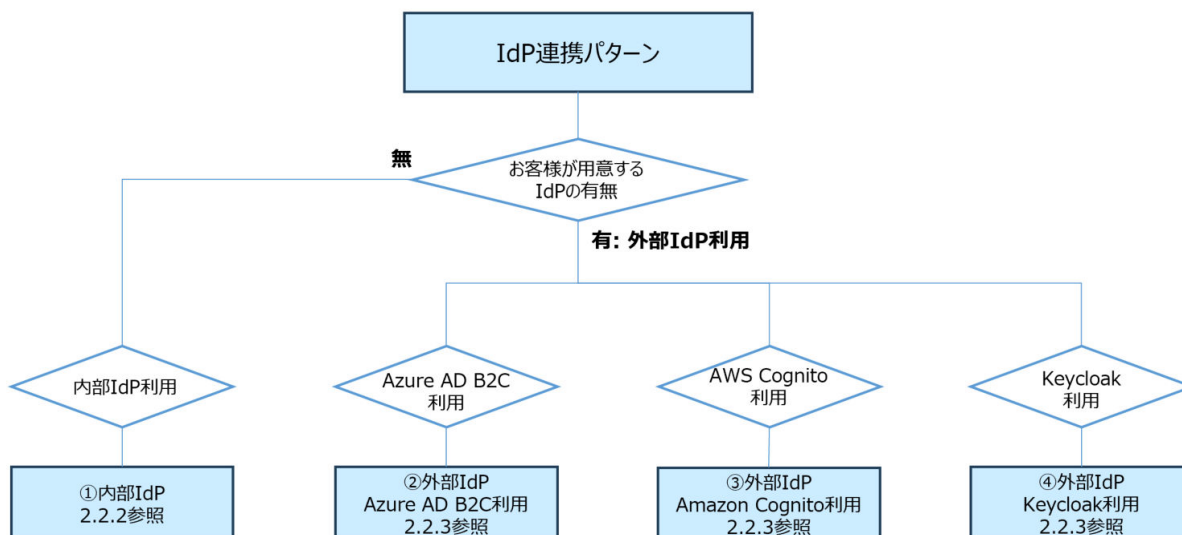 IdP連携パターン
お客様が用意する
IdPの有無
無
有: 外部IdP利用
内部IdP利用
Azure AD B2C
利用
AWS Cognito
利用
Keycloak
利用
①内部IdP
2.2.2参照
②外部IdP
Azure AD B2C利用
2.2.3参照
③外部IdP
Amazon Cognito利用
2.2.3参照
④外部IdP
Keycloak利用
2.2.3参照